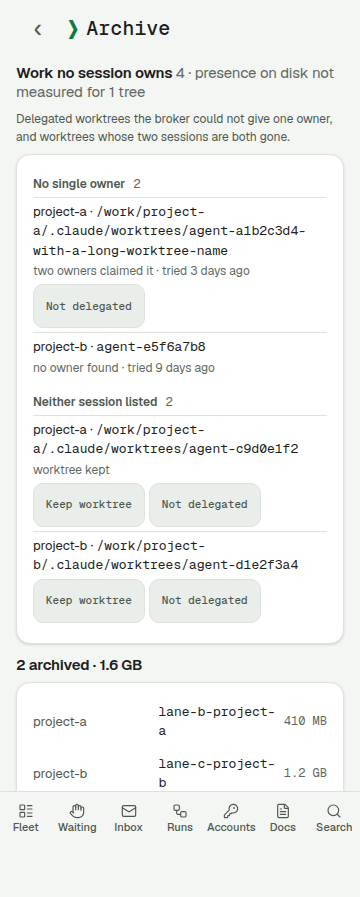 ‹ ❯ Archive
Work no session owns 4 · presence on disk not
measured for 1 tree
Delegated worktrees the broker could not give one owner,
and worktrees whose two sessions are both gone.
No single owner 2
project-a · /work/project-
a/.claude/worktrees/agent-a1b2c3d4-
with-a-long-worktree-name
two owners claimed it · tried 3 days ago
Not delegated
project-b · agent-e5f6a7b8
no owner found · tried 9 days ago
Neither session listed 2
project-a · /work/project-
a/.claude/worktrees/agent-c9d0e1f2
worktree kept
Keep worktree Not delegated
project-b · /work/project-
b/.claude/worktrees/agent-d1e2f3a4
Keep worktree Not delegated
2 archived · 1.6 GB
project-a lane-b-project-a 410 MB
project-b lane-c-project-b 1.2 GB
Fleet Waiting Inbox Runs Accounts Docs Search